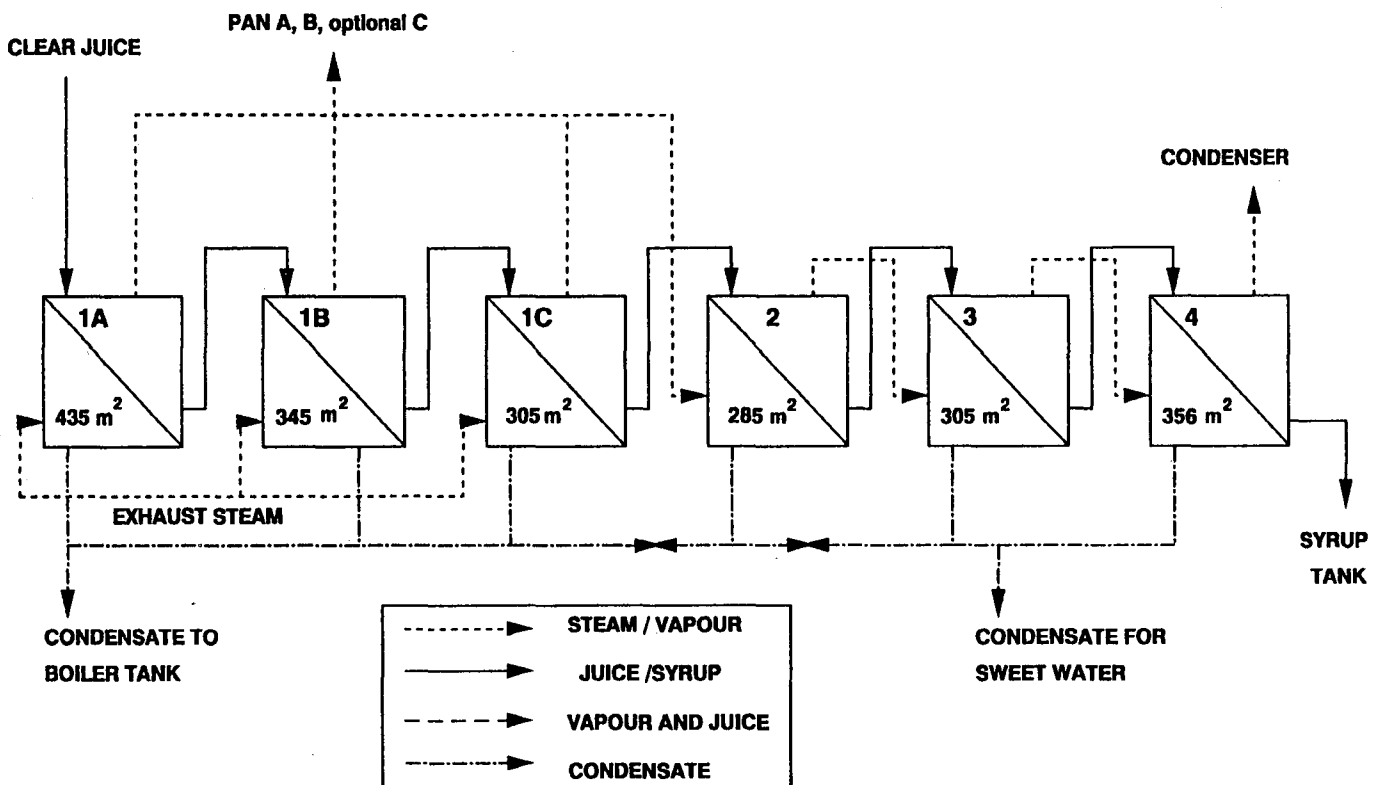 PAN A, B, optional C
CLEAR JUICE
CONDENSER
1A
1B
1C
2
3
4
435 m²
345 m²
305 m²
285 m²
305 m²
356 m²
EXHAUST STEAM
SYRUP
TANK
CONDENSATE TO
BOILER TANK
CONDENSATE FOR
SWEET WATER
STEAM / VAPOUR
JUICE /SYRUP
VAPOUR AND JUICE
CONDENSATE